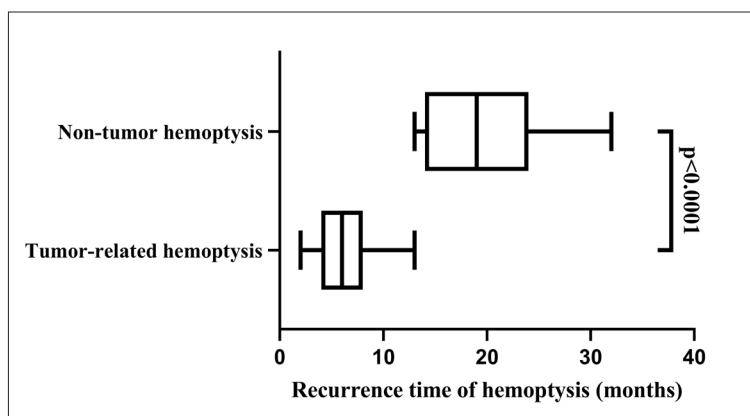 Non-tumor hemoptysis
p<0.0001
Tumor-related hemoptysis
0 10 20 30 40
Recurrence time of hemoptysis (months)